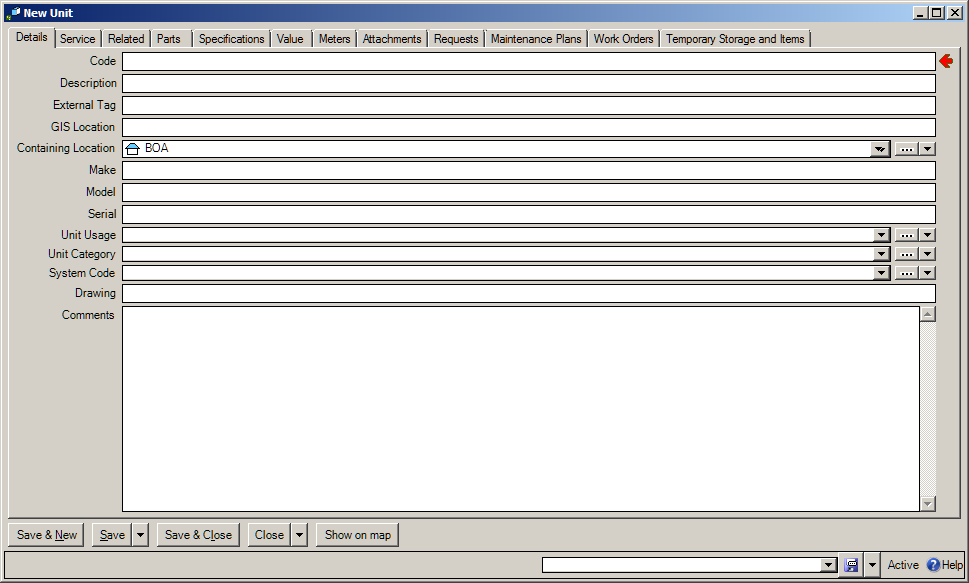 New Unit
Details Service Related Parts Specifications Value Meters Attachments Requests Maintenance Plans Work Orders Temporary Storage and Items
Code
Description
External Tag
GIS Location
Containing Location BOA ...
Make
Model
Serial
Unit Usage ...
Unit Category ...
System Code ...
Drawing
Comments
Save & New Save Save & Close Close Show on map
Active ? Help